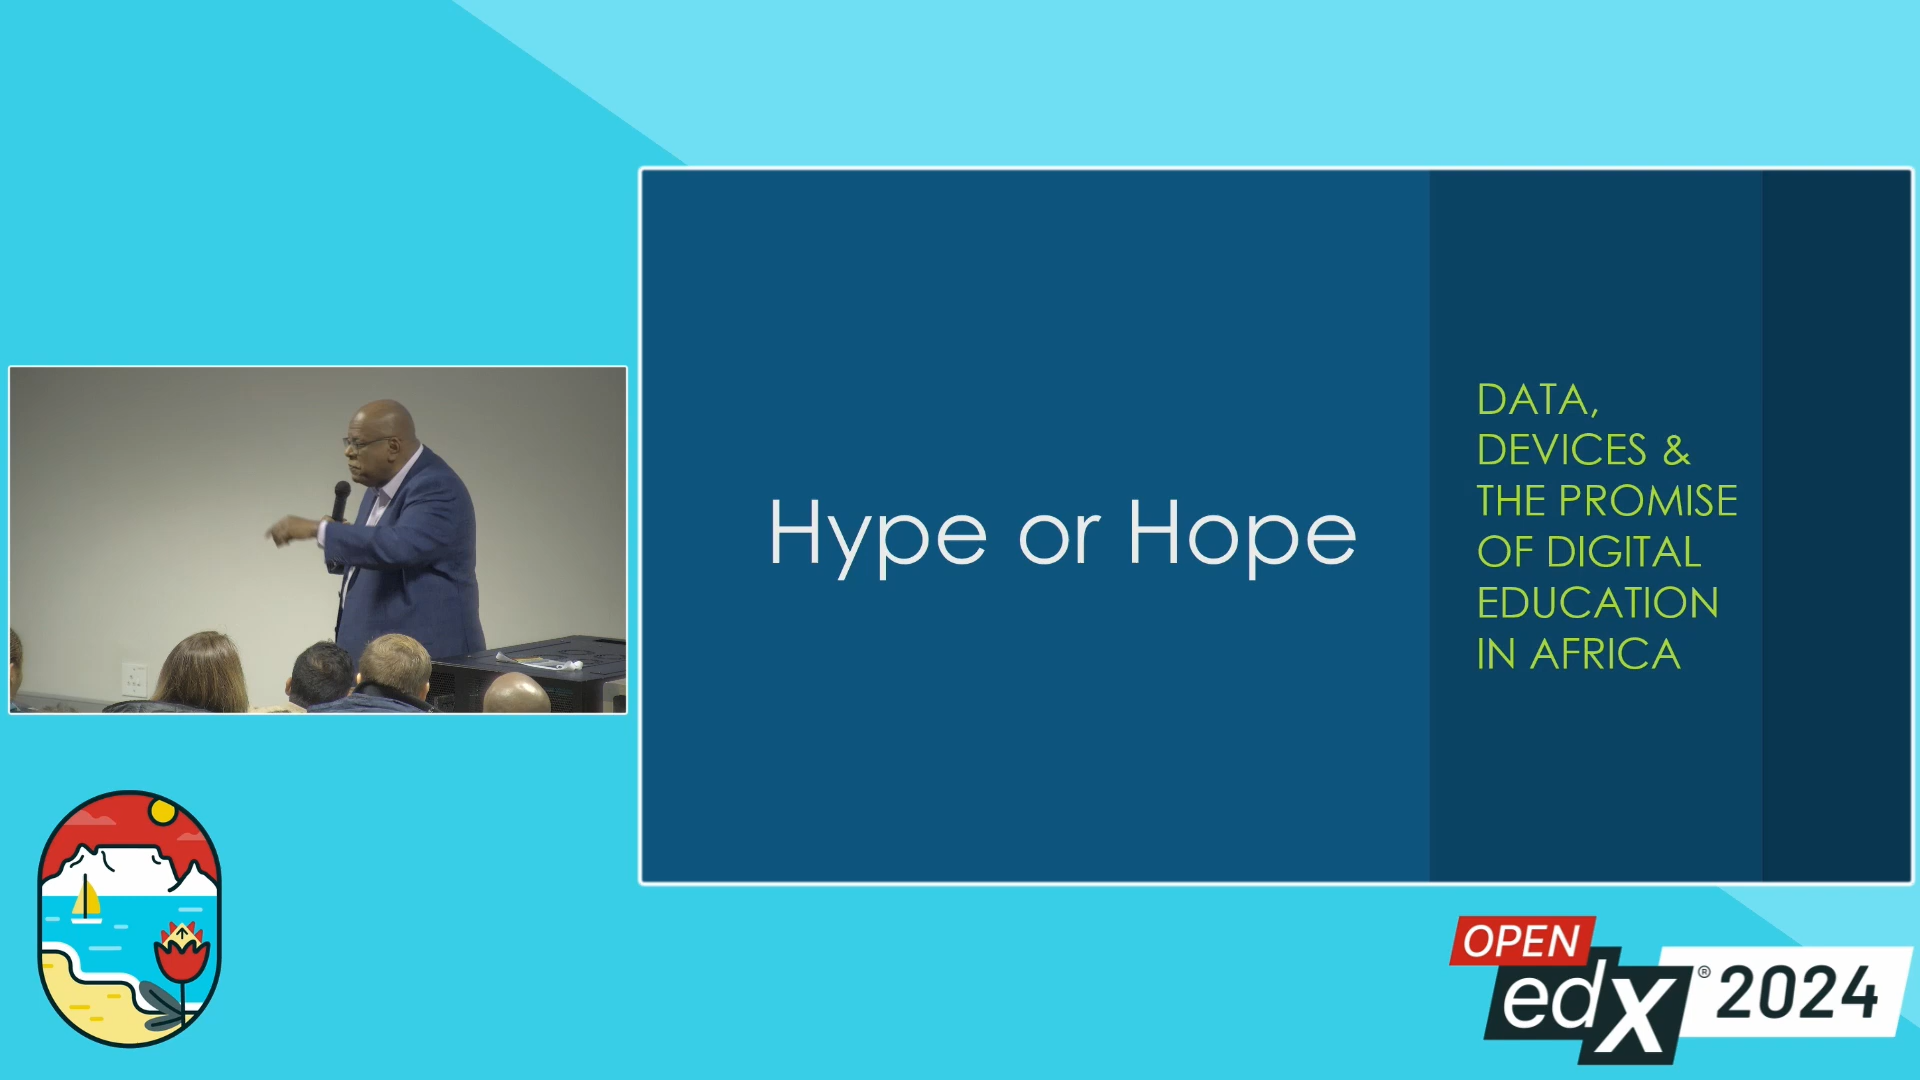 Hype or Hope
DATA,
DEVICES &
THE PROMISE
OF DIGITAL
EDUCATION
IN AFRICA
OPEN
edX® 2024